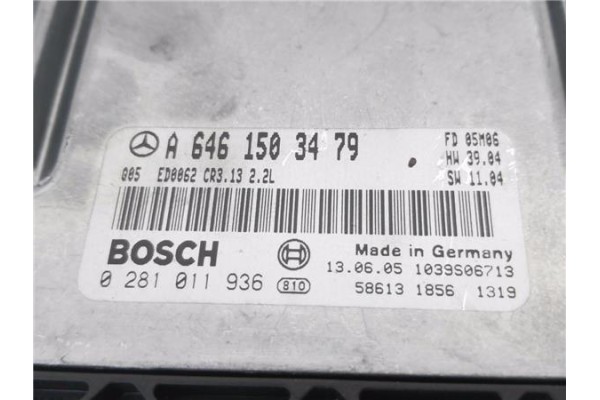 A 646 150 34 79
FD 05M06
HW 39.04
G05 ED0062 CR3.13 2.2L
SW 11.04
BOSCH
Made in Germany
0 281 011 936 810
13.06.05 1039S06713
58613 1856 1319